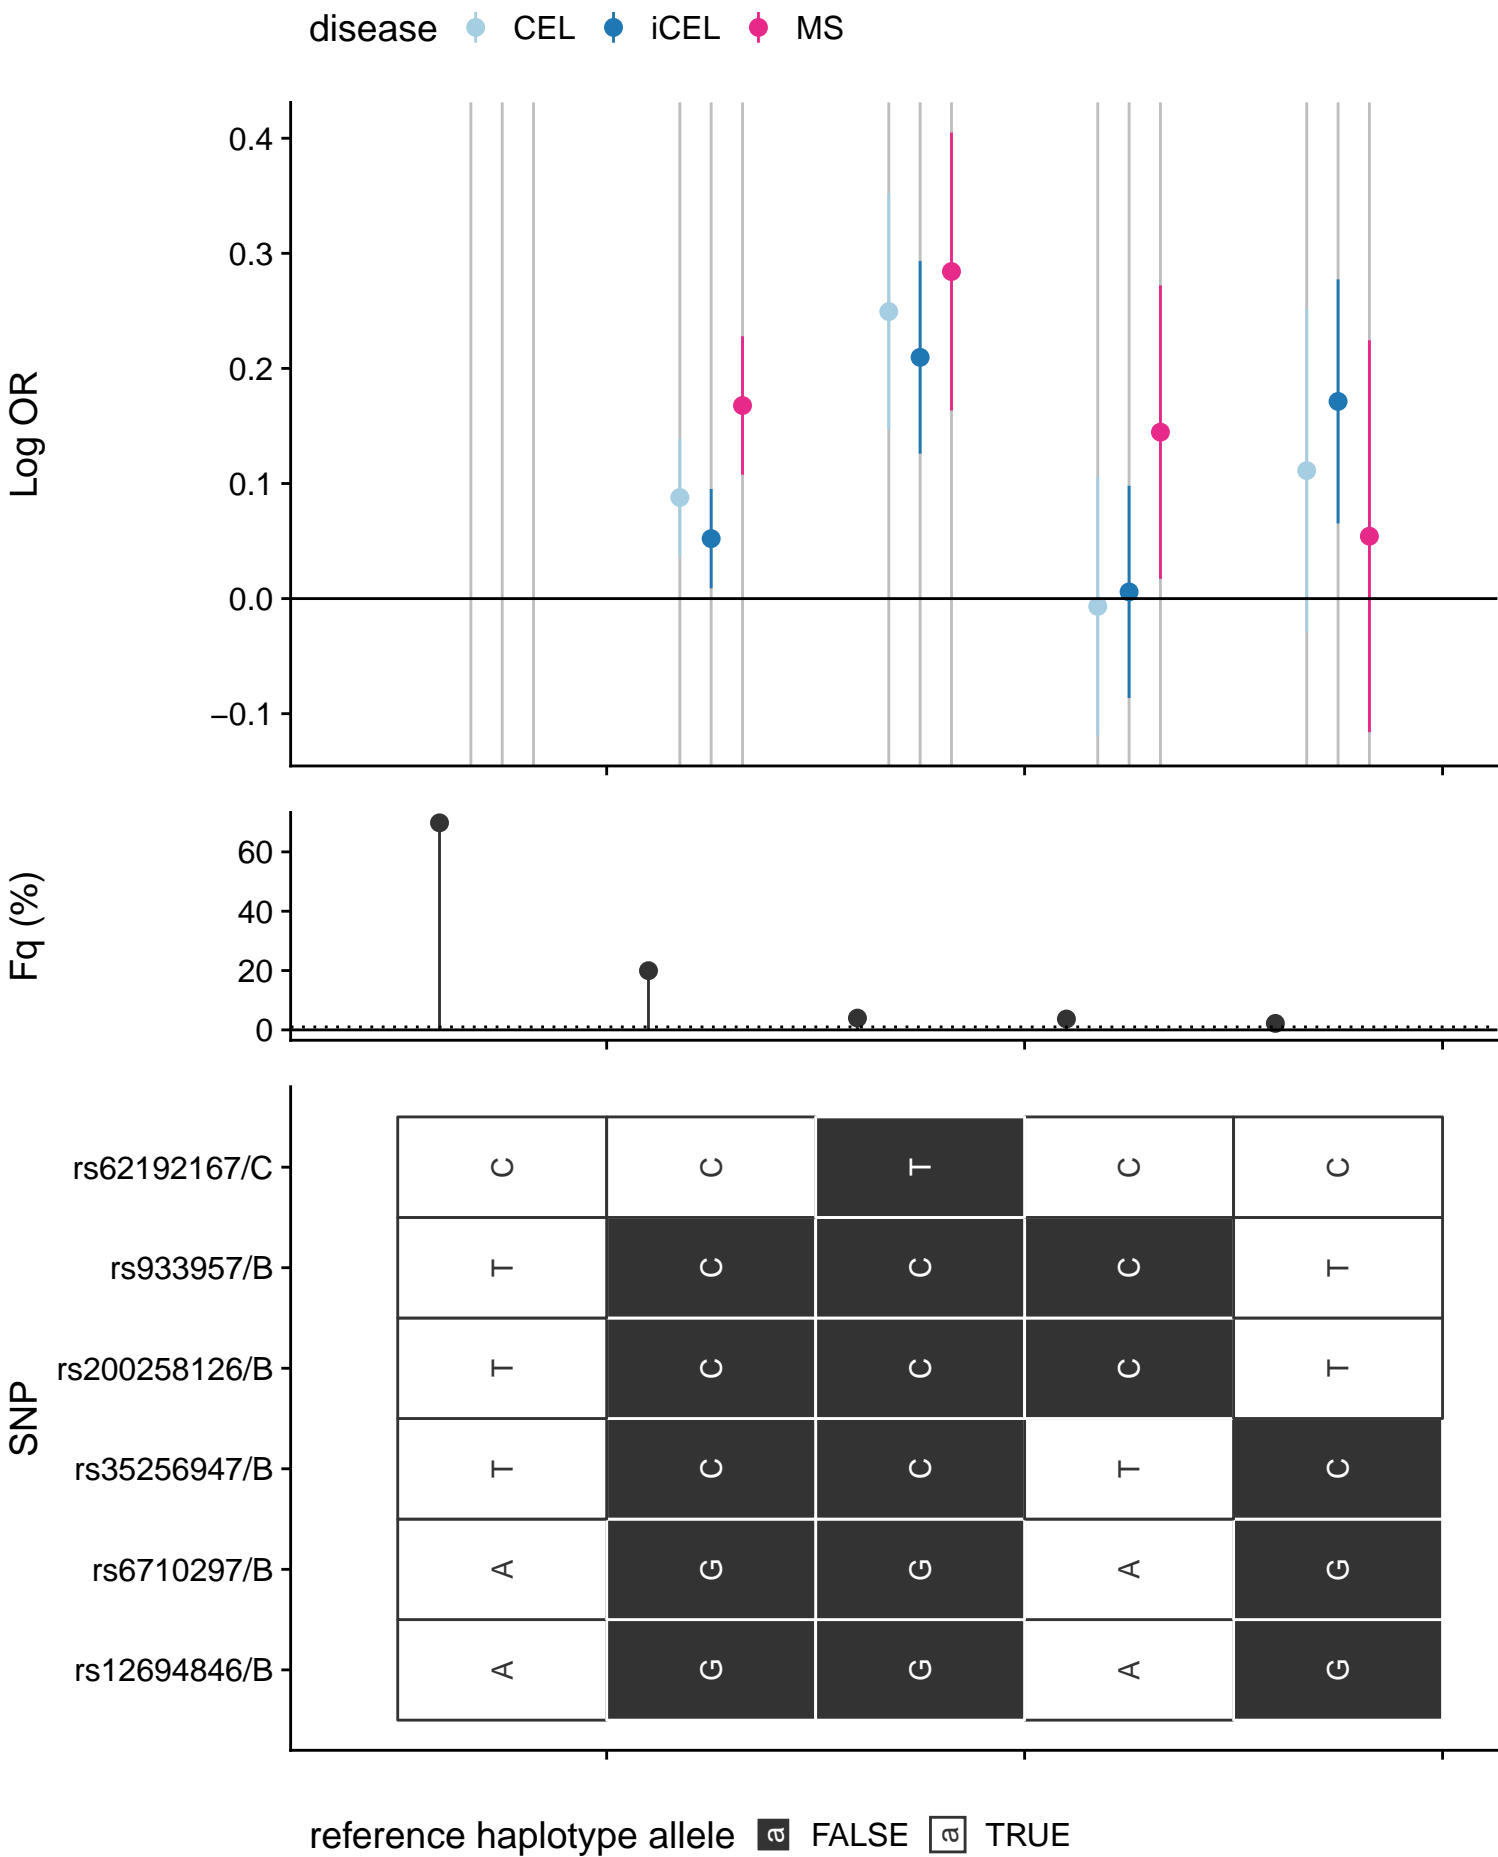 disease CEL iCEL MS
Log OR
0.4
0.3
0.2
0.1
0.0
−0.1
Fq (%)
60
40
20
0
SNP
rs62192167/C C C T C C
rs933957/B T C C C T
rs200258126/B T C C C T
rs35256947/B T C C T C
rs6710297/B A G G A G
rs12694846/B A G G A G
reference haplotype allele a FALSE a TRUE